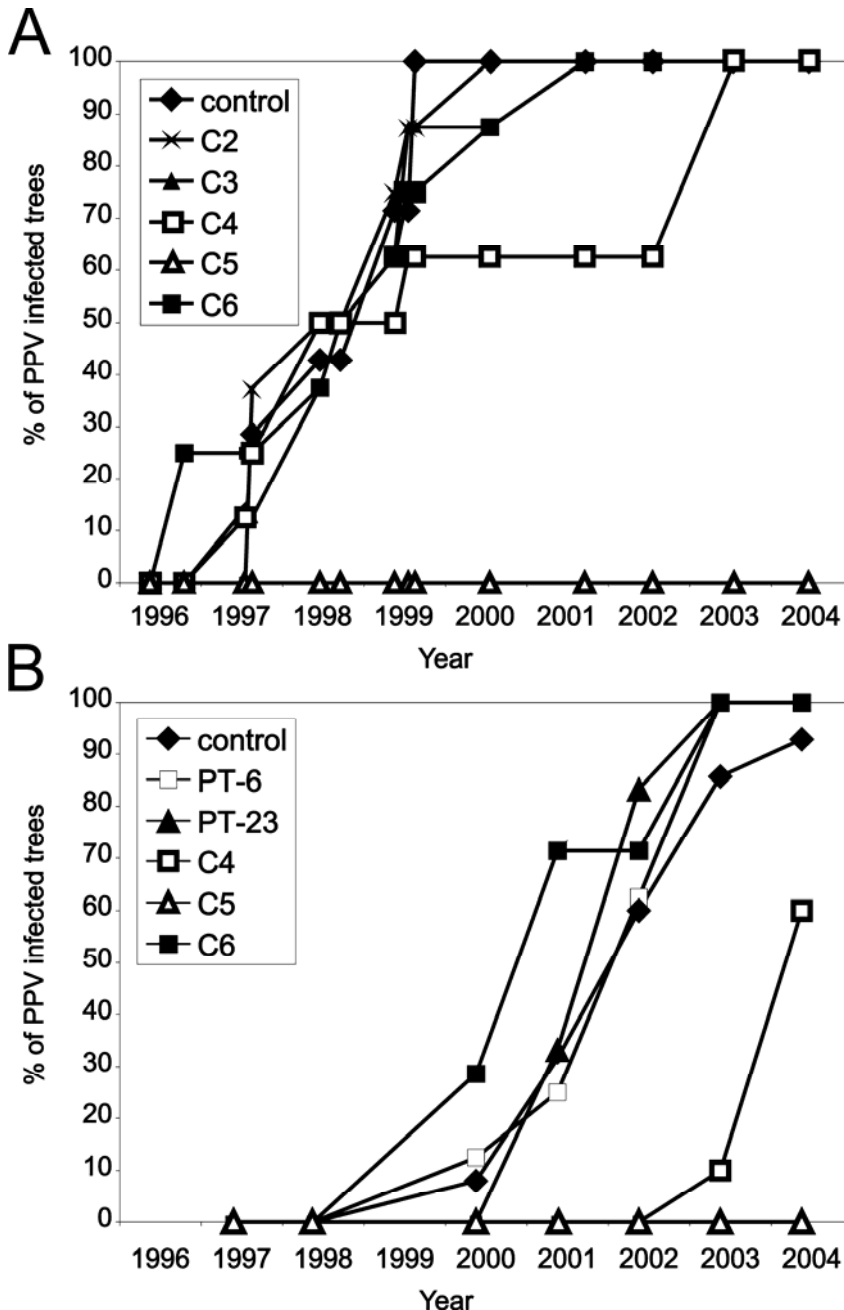 A
100
90
80
70
60
50
40
30
20
10
0
% of PPV infected trees
control
C2
C3
C4
C5
C6
1996 1997 1998 1999 2000 2001 2002 2003 2004
Year
B
100
90
80
70
60
50
40
30
20
10
0
% of PPV infected trees
control
PT-6
PT-23
C4
C5
C6
1996 1997 1998 1999 2000 2001 2002 2003 2004
Year